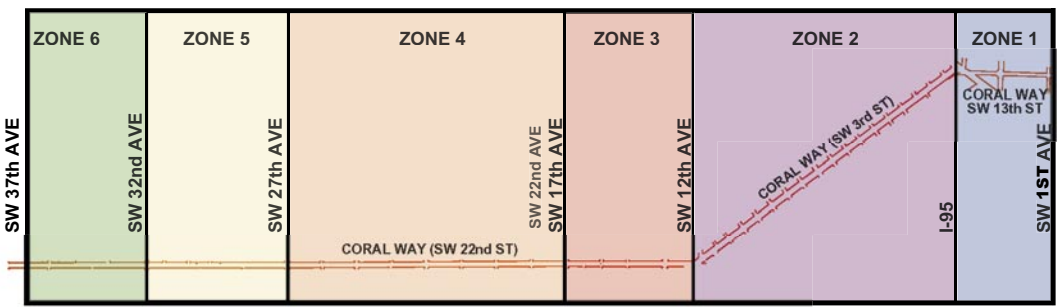 ZONE 6
ZONE 5
ZONE 4
ZONE 3
ZONE 2
ZONE 1
SW 37th AVE
SW 32nd AVE
SW 27th AVE
SW 22nd AVE
SW 17th AVE
SW 12th AVE
I-95
SW 1ST AVE
CORAL WAY (SW 22nd ST)
CORAL WAY (SW 3rd ST)
CORAL WAY
SW 13th ST